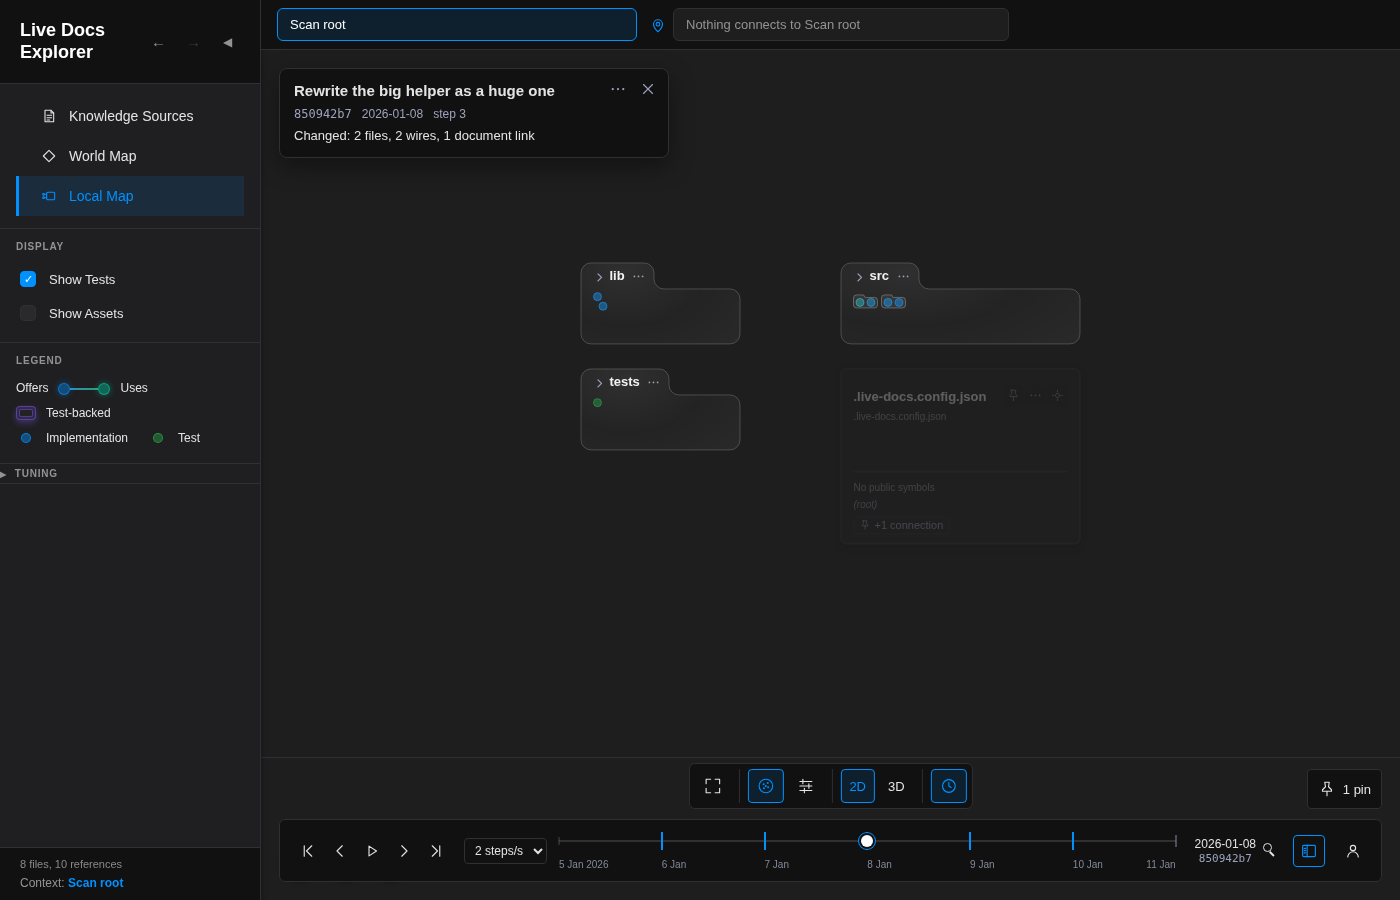 Live Docs
Explorer
Knowledge Sources
World Map
Local Map
DISPLAY
Show Tests
Show Assets
LEGEND
Offers Uses
Test-backed
Implementation Test
TUNING
8 files, 10 references
Context: Scan root
Scan root
Nothing connects to Scan root
Rewrite the big helper as a huge one
850942b7 2026-01-08 step 3
Changed: 2 files, 2 wires, 1 document link
lib
src
tests
.live-docs.config.json
.live-docs.config.json
No public symbols
(root)
+1 connection
2D 3D
1 pin
2 steps/s
5 Jan 2026 6 Jan 7 Jan 8 Jan 9 Jan 10 Jan 11 Jan
2026-01-08
850942b7